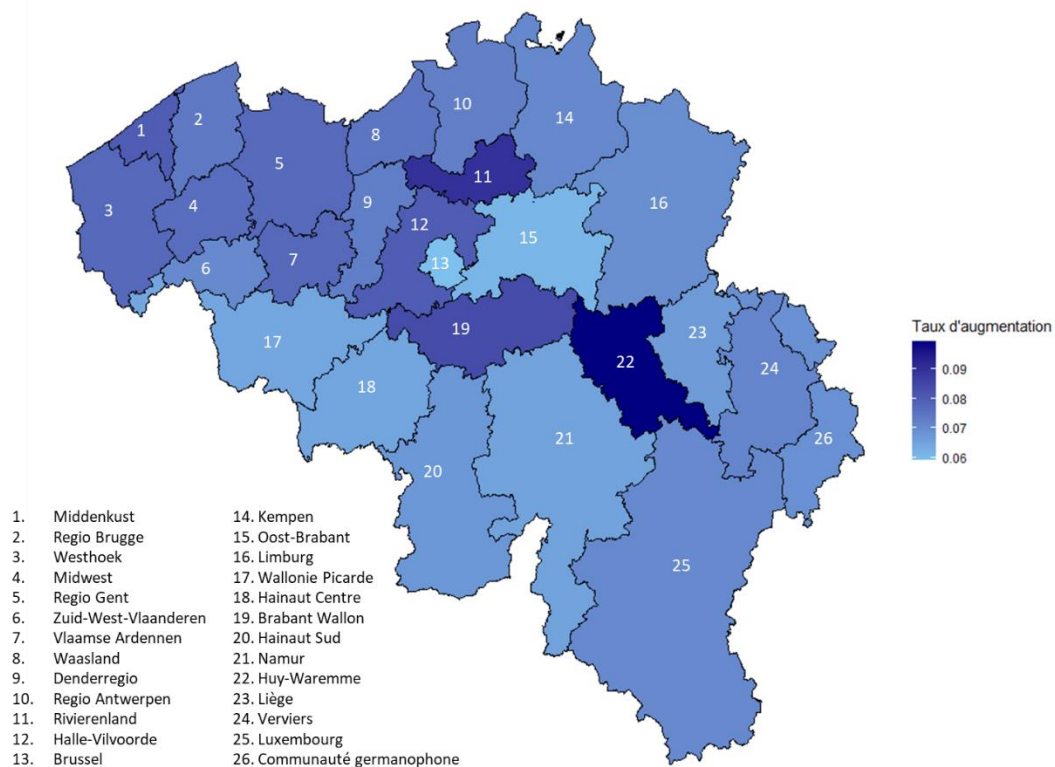 10
14
2
1
8
5
11
3
4
9
16
12
15
7
13
6
19
23
17
22
24
18
21
26
20
25
Taux d'augmentation
0.09
0.08
0.07
0.06
1. Middenkust
2. Regio Brugge
3. Westhoek
4. Midwest
5. Regio Gent
6. Zuid-West-Vlaanderen
7. Vlaamse Ardennen
8. Waasland
9. Denderregio
10. Regio Antwerpen
11. Rivierenland
12. Halle-Vilvoorde
13. Brussel
14. Kempen
15. Oost-Brabant
16. Limburg
17. Wallonie Picarde
18. Hainaut Centre
19. Brabant Wallon
20. Hainaut Sud
21. Namur
22. Huy-Waremme
23. Liège
24. Verviers
25. Luxembourg
26. Communauté germanophone